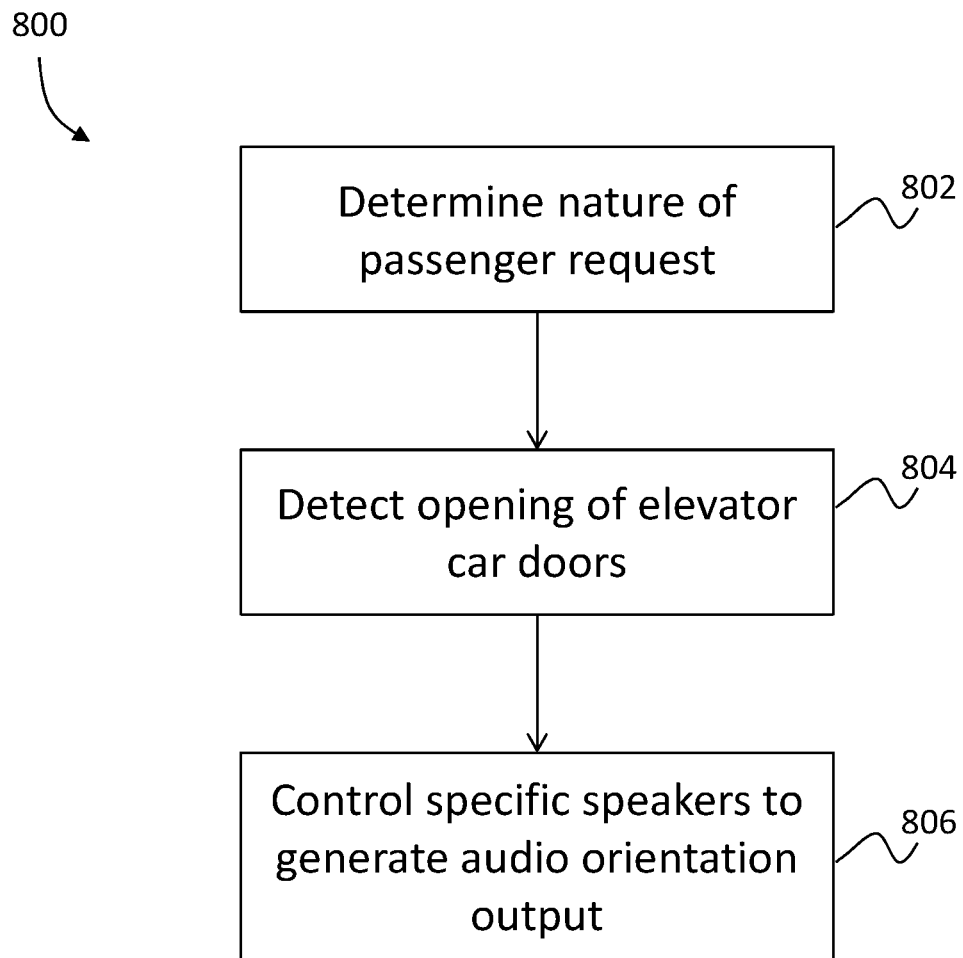 800
Determine nature of
passenger request
802
Detect opening of elevator
car doors
804
Control specific speakers to
generate audio orientation
output
806